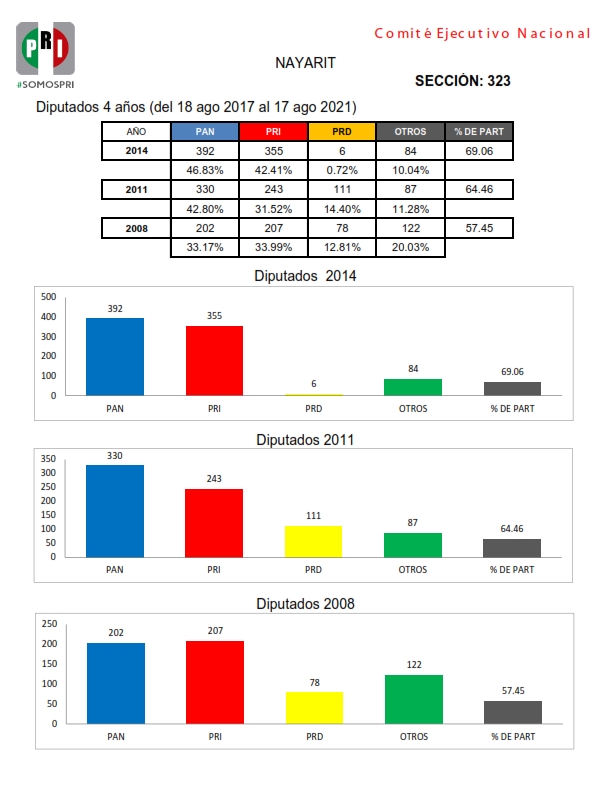 Comité Ejecutivo Nacional
PRI
#SOMOSPRI
NAYARIT
SECCIÓN: 323
Diputados 4 años (del 18 ago 2017 al 17 ago 2021)
AÑO PAN PRI PRD OTROS % DE PART
2014 392 355 6 84 69.06
46.83% 42.41% 0.72% 10.04%
2011 330 243 111 87 64.46
42.80% 31.52% 14.40% 11.28%
2008 202 207 78 122 57.45
33.17% 33.99% 12.81% 20.03%
Diputados 2014
500
400
300
200
100
0
392
355
6
84
69.06
PAN PRI PRD OTROS % DE PART
Diputados 2011
350
300
250
200
150
100
50
0
330
243
111
87
64.46
PAN PRI PRD OTROS % DE PART
Diputados 2008
250
200
150
100
50
0
202
207
78
122
57.45
PAN PRI PRD OTROS % DE PART